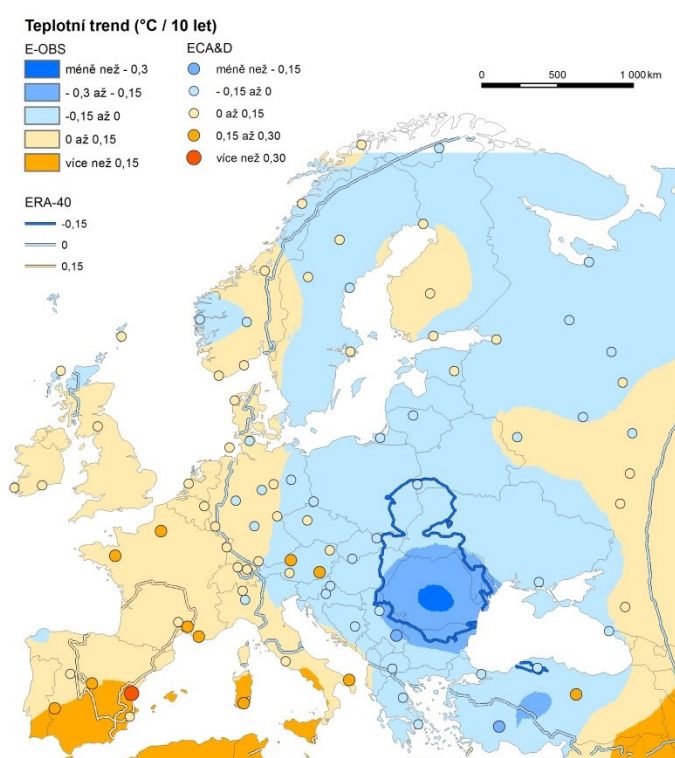 Teplotní trend (°C / 10 let)
E-OBS
méně než - 0,3
- 0,3 až - 0,15
-0,15 až 0
0 až 0,15
více než 0,15
ECA&D
méně než - 0,15
- 0,15 až 0
0 až 0,15
0,15 až 0,30
více než 0,30
0 500 1 000 km
ERA-40
-0,15
0
0,15